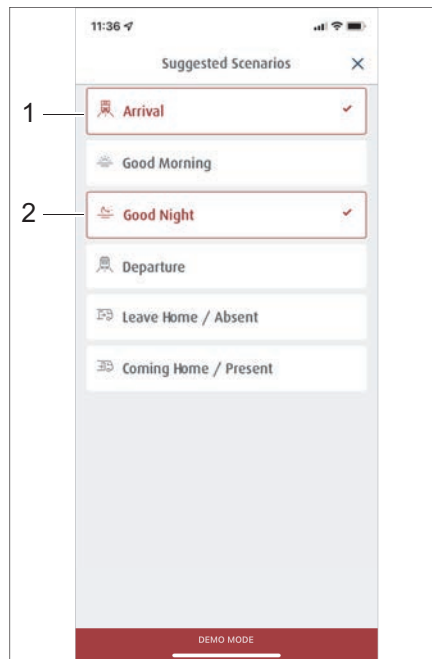 11:36
Suggested Scenarios
1
Arrival
Good Morning
2
Good Night
Departure
Leave Home / Absent
Coming Home / Present
DEMO MODE